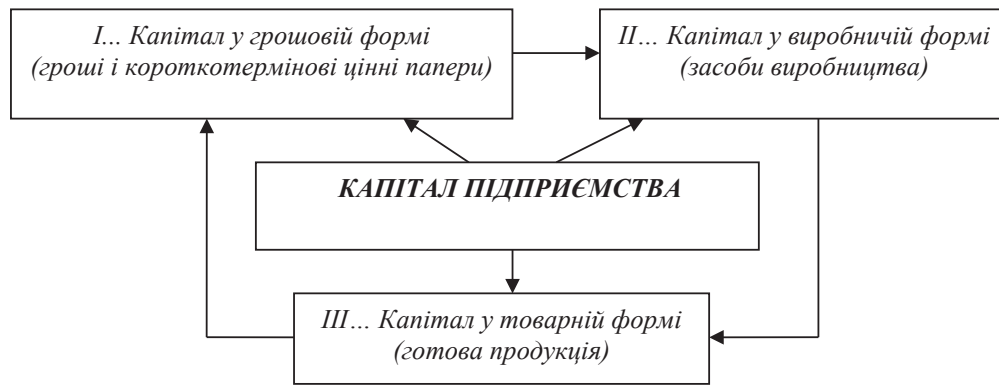 I... Капітал у грошовій формі
(гроші і короткотермінові цінні папери)
II... Капітал у виробничій формі
(засоби виробництва)
КАПІТАЛ ПІДПРИЄМСТВА
III... Капітал у товарній формі
(готова продукція)